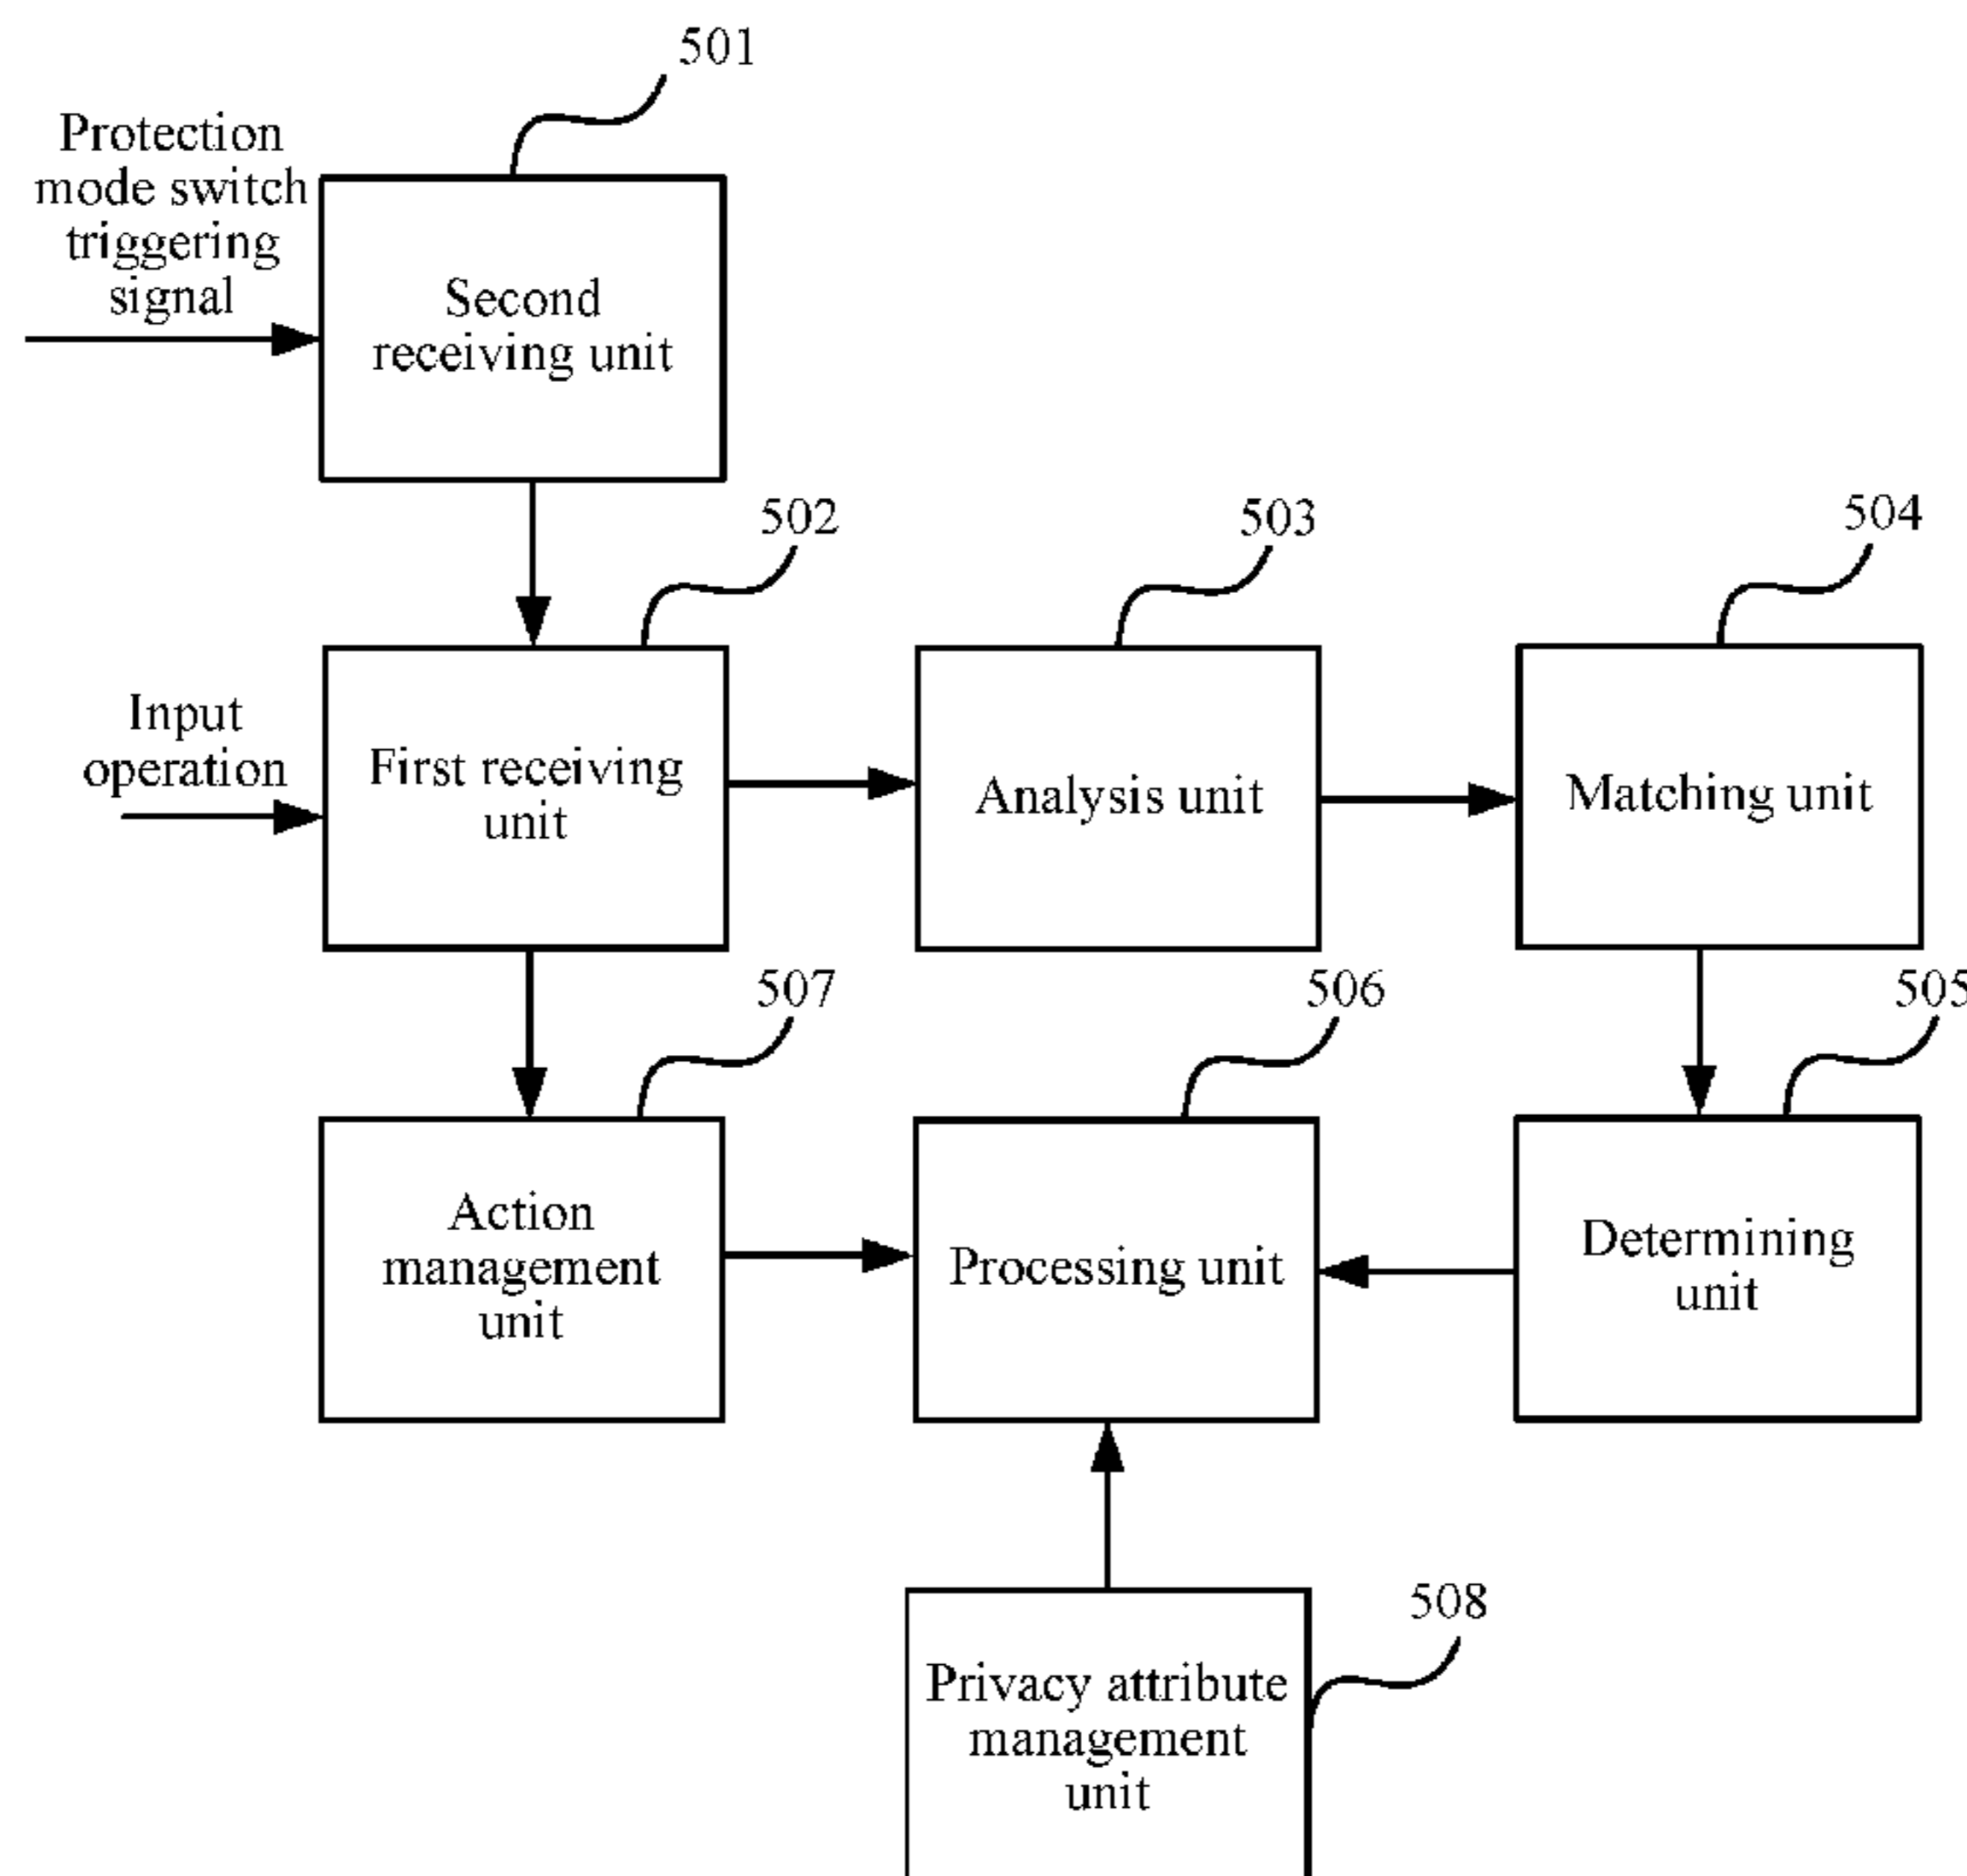 501
Protection
mode switch
triggering
signal
Second
receiving unit
502
503
504
Input
operation
First receiving
unit
Analysis unit
Matching unit
507
506
505
Action
management
unit
Processing unit
Determining
unit
508
Privacy attribute
management
unit